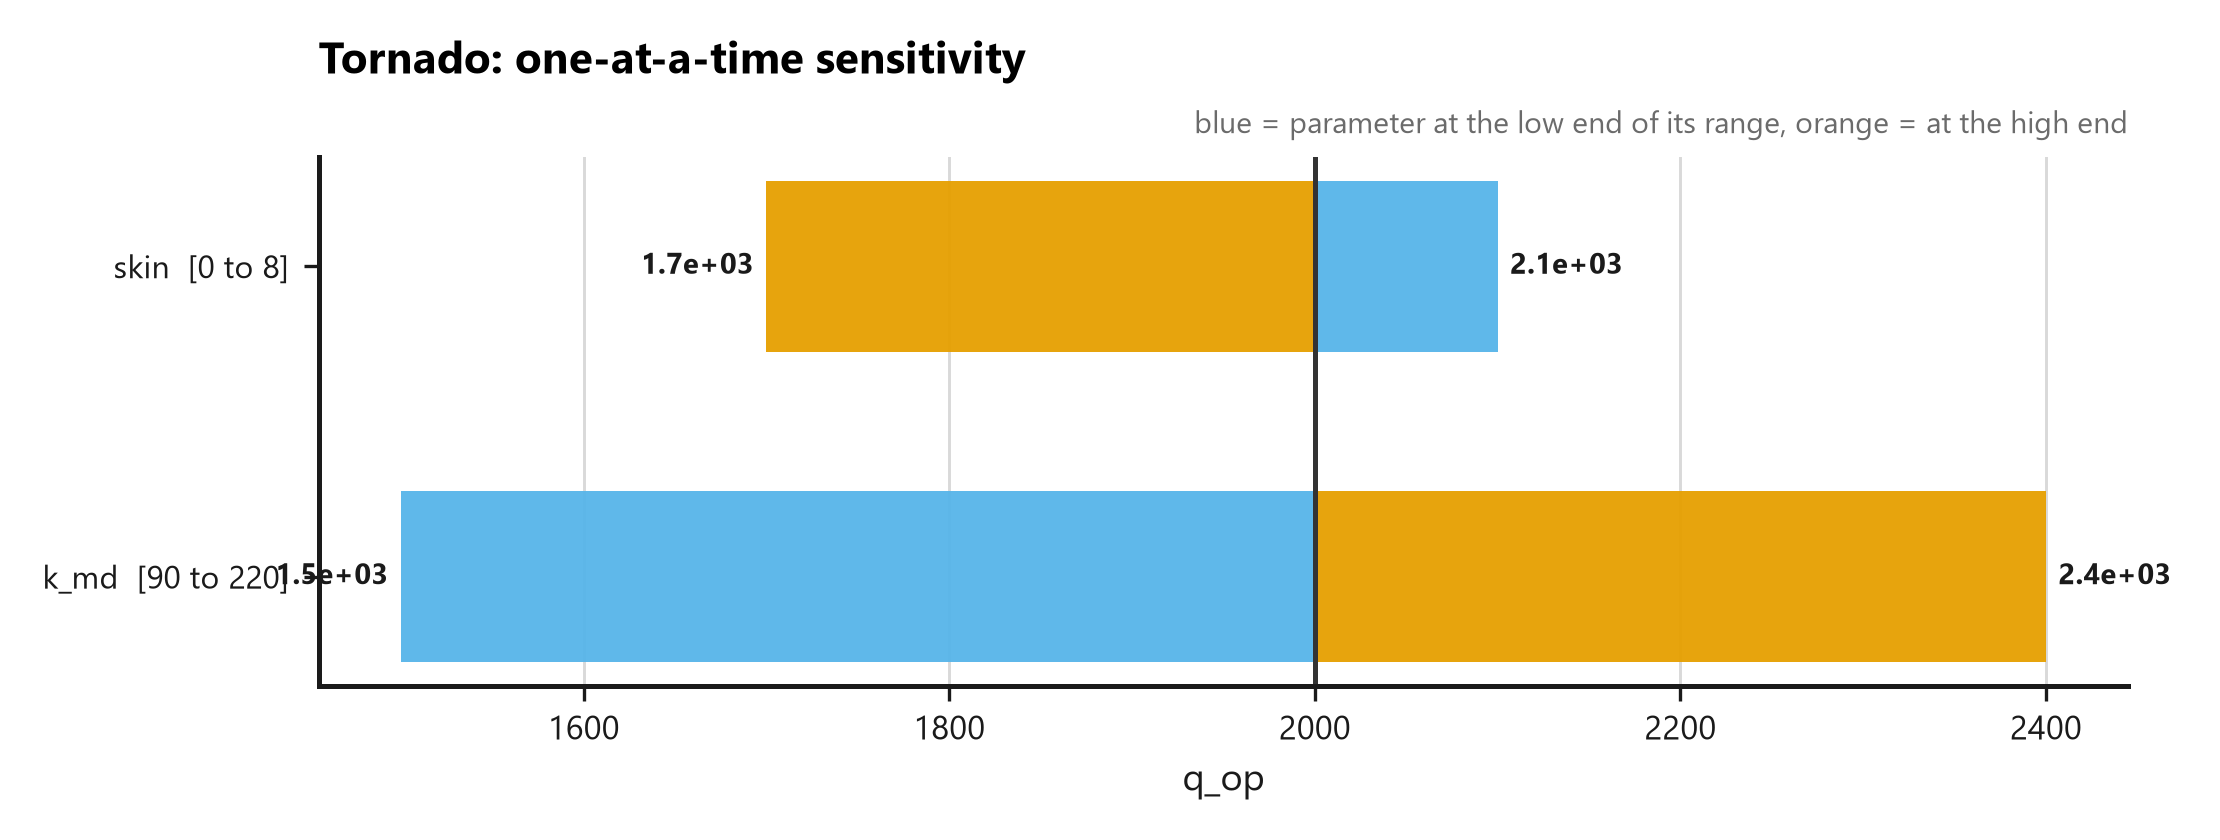 Tornado: one-at-a-time sensitivity
blue = parameter at the low end of its range, orange = at the high end
skin [0 to 8]
1.7e+03
2.1e+03
k_md [90 to 220]
1.5e+03
2.4e+03
1600 1800 2000 2200 2400
q_op